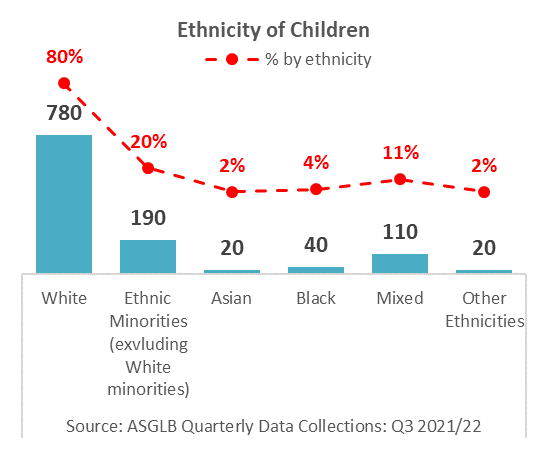 Ethnicity of Children
% by ethnicity
80%
780
20%
190
2%
20
4%
40
11%
110
2%
20
White
Ethnic
Minorities
(exvluding
White
minorities)
Asian
Black
Mixed
Other
Ethnicities
Source: ASGLB Quarterly Data Collections: Q3 2021/22